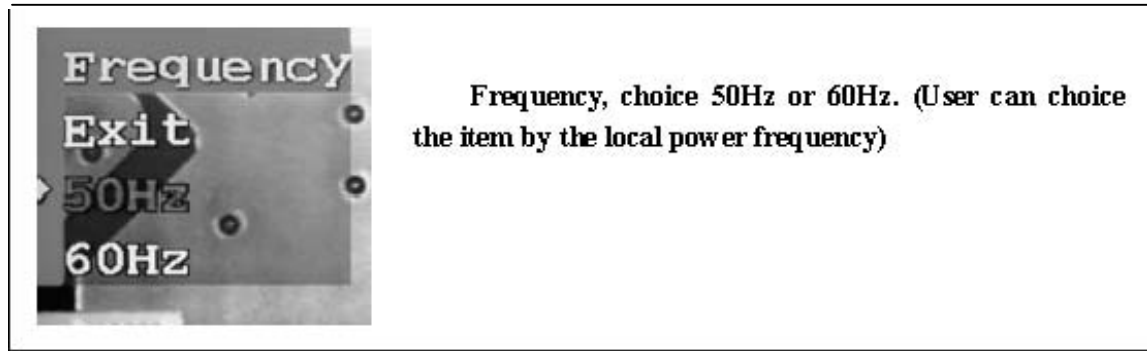 Frequency
Exit
50Hz
60Hz
Frequency, choice 50Hz or 60Hz. (User can choice
the item by the local power frequency)